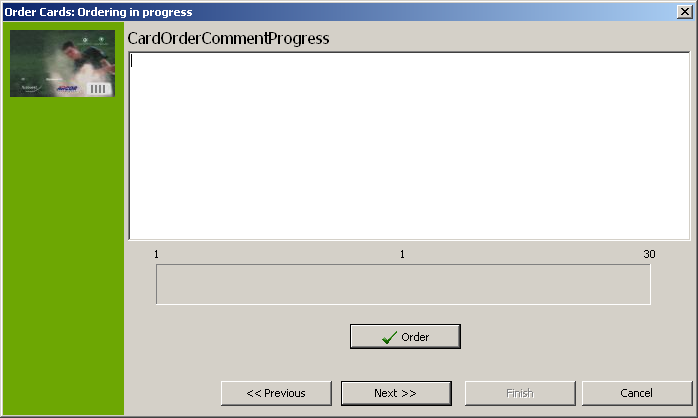 Order Cards: Ordering in progress
CardOrderCommentProgress
1 1 30
Order
<< Previous Next >> Finish Cancel